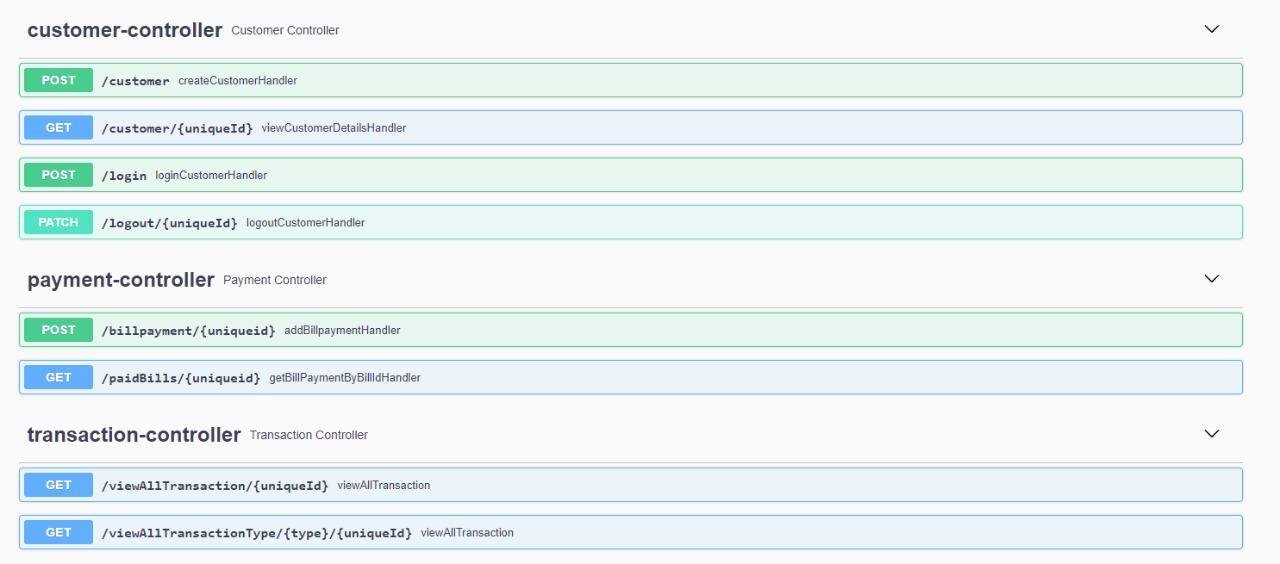 customer-controller Customer Controller
POST /customer createCustomerHandler
GET /customer/{uniqueId} viewCustomerDetailsHandler
POST /login loginCustomerHandler
PATCH /logout/{uniqueId} logoutCustomerHandler
payment-controller Payment Controller
POST /billpayment/{uniqueid} addBillpaymentHandler
GET /paidBills/{uniqueid} getBillPaymentByBillIdHandler
transaction-controller Transaction Controller
GET /viewAllTransaction/{uniqueId} viewAllTransaction
GET /viewAllTransactionType/{type}/{uniqueId} viewAllTransaction